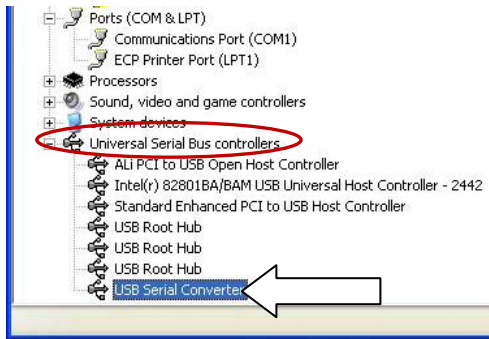 Ports (COM & LPT)
Communications Port (COM1)
ECP Printer Port (LPT1)
Processors
Sound, video and game controllers
System devices
Universal Serial Bus controllers
ALi PCI to USB Open Host Controller
Intel(r) 82801BA/BAM USB Universal Host Controller - 2442
Standard Enhanced PCI to USB Host Controller
USB Root Hub
USB Root Hub
USB Root Hub
USB Serial Converter